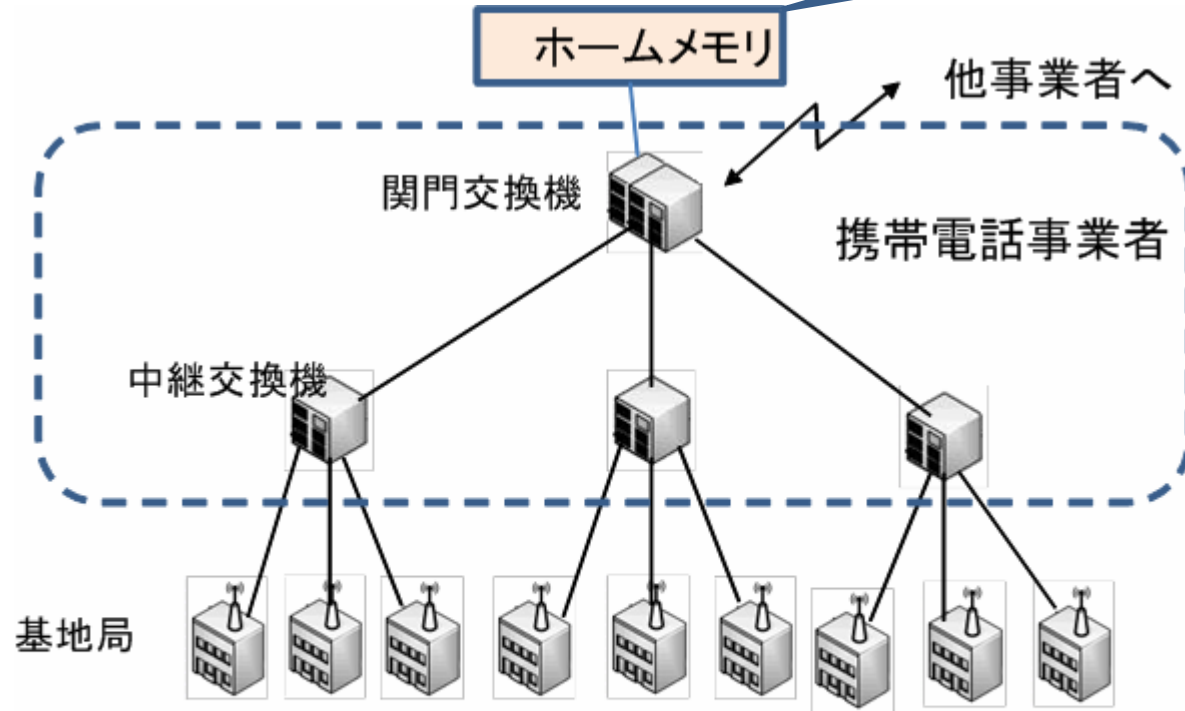 ホームメモリ
他事業者へ
関門交換機
携帯電話事業者
中継交換機
基地局